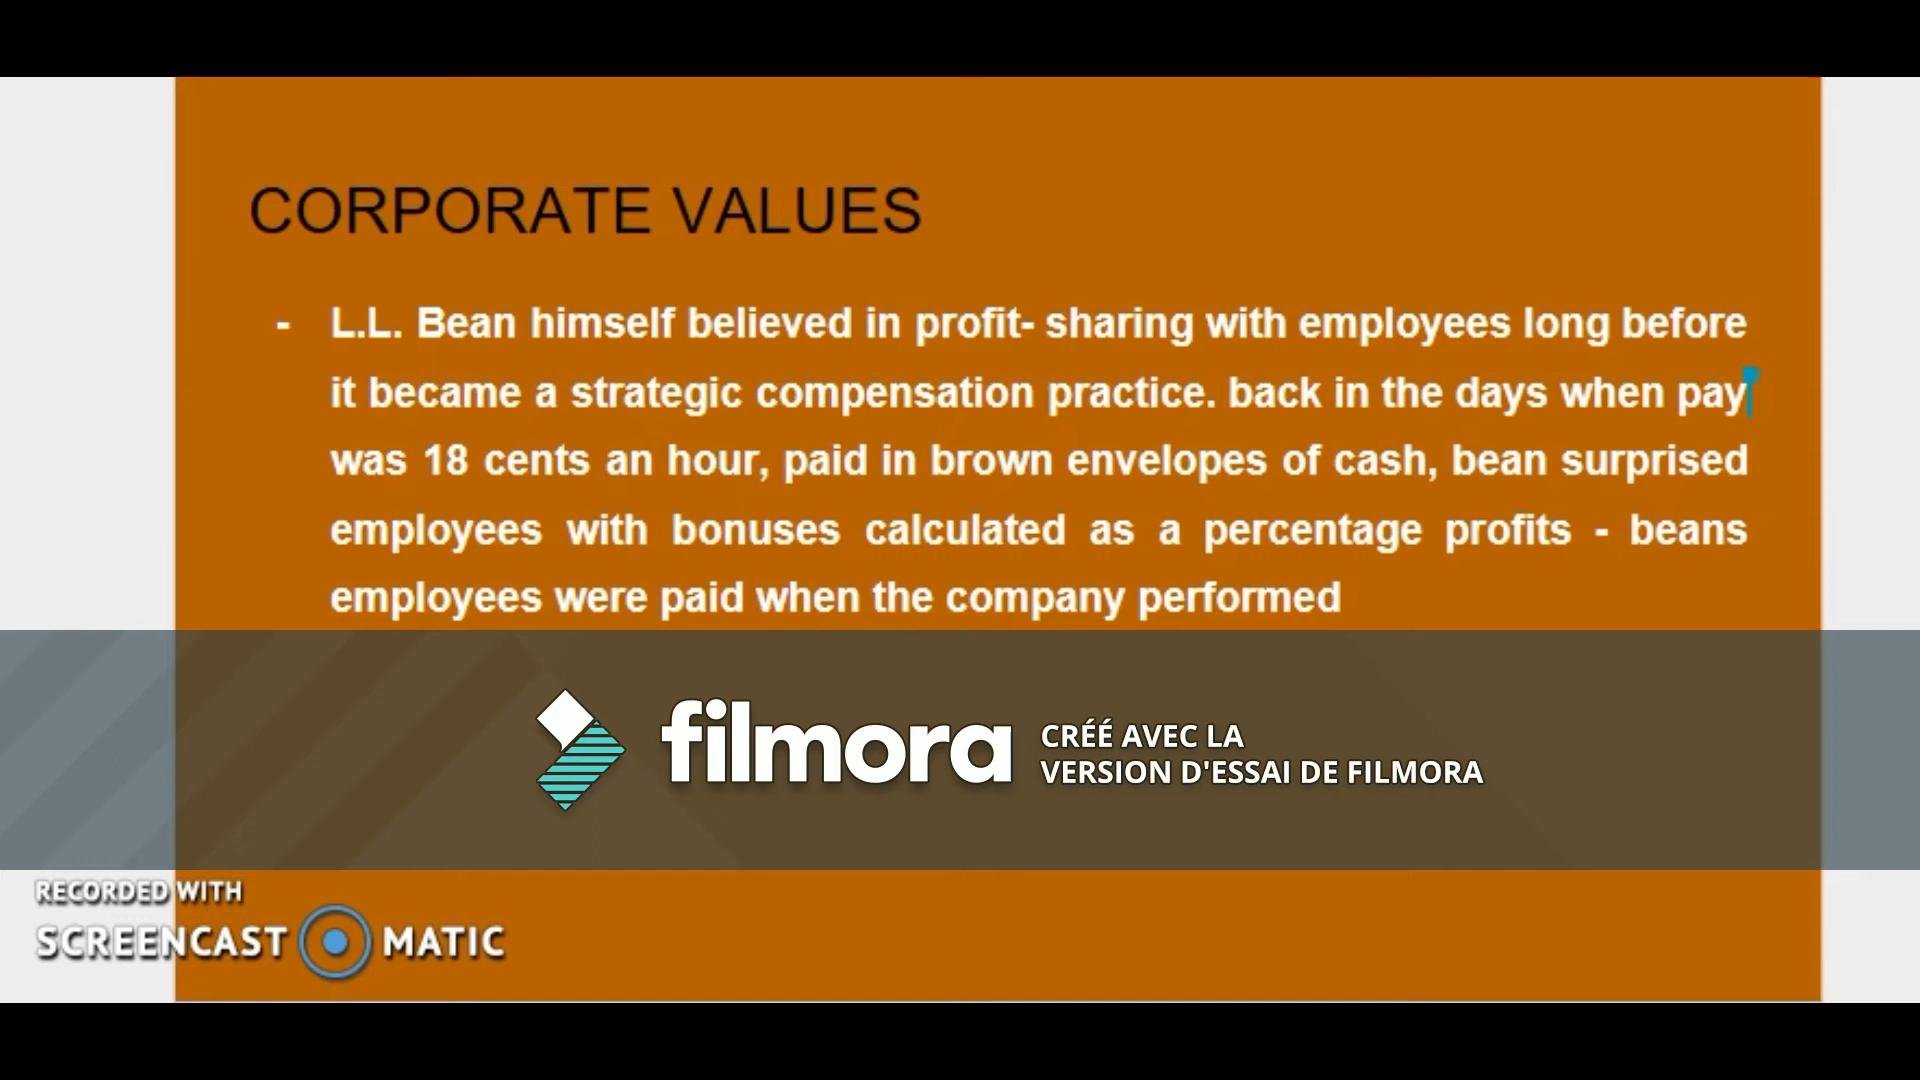 CORPORATE VALUES
- L.L. Bean himself believed in profit- sharing with employees long before
it became a strategic compensation practice. back in the days when pay
was 18 cents an hour, paid in brown envelopes of cash, bean surprised
employees with bonuses calculated as a percentage profits - beans
employees were paid when the company performed
filmora
CRÉÉ AVEC LA
VERSION D'ESSAI DE FILMORA
RECORDED WITH
SCREENCAST MATIC